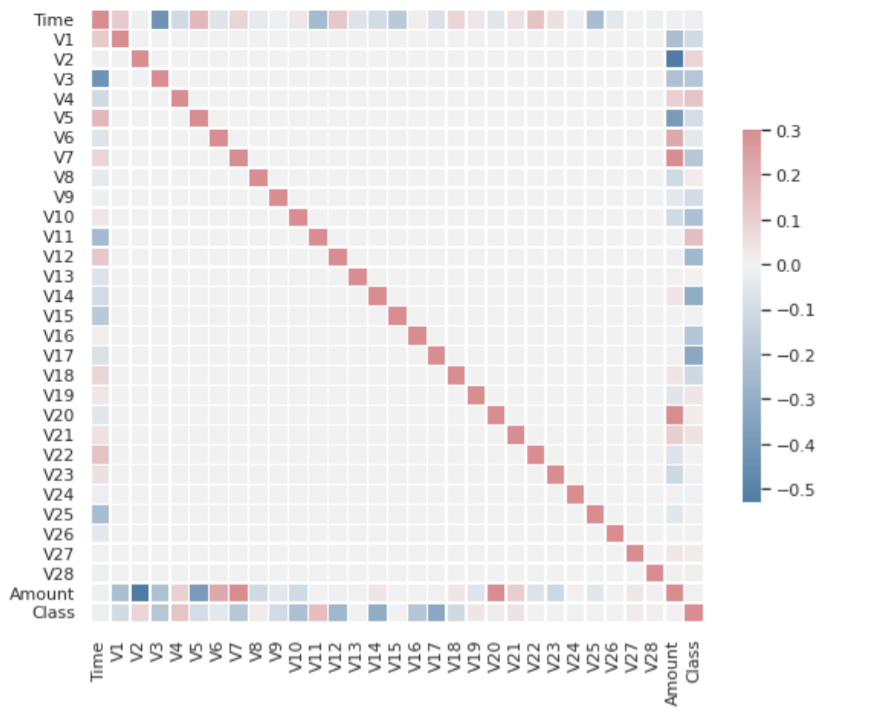 Time
V1
V2
V3
V4
V5
V6
V7
V8
V9
V10
V11
V12
V13
V14
V15
V16
V17
V18
V19
V20
V21
V22
V23
V24
V25
V26
V27
V28
Amount
Class
Time
V1
V2
V3
V4
V5
V6
V7
V8
V9
V10
V11
V12
V13
V14
V15
V16
V17
V18
V19
V20
V21
V22
V23
V24
V25
V26
V27
V28
Amount
Class
0.3
0.2
0.1
0.0
−0.1
−0.2
−0.3
−0.4
−0.5